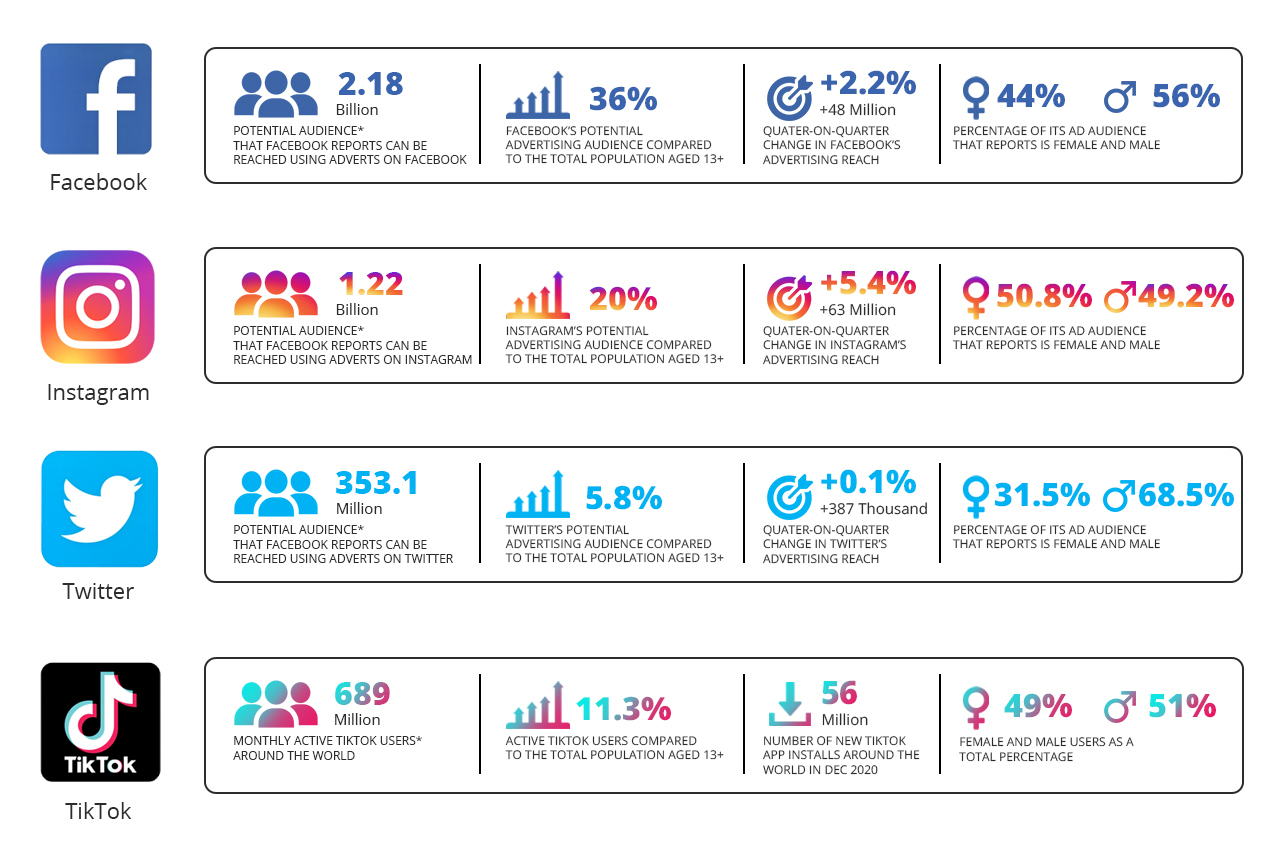 2.18
Billion
POTENTIAL AUDIENCE*
THAT FACEBOOK REPORTS CAN BE
REACHED USING ADVERTS ON FACEBOOK
36%
FACEBOOK'S POTENTIAL
ADVERTISING AUDIENCE COMPARED
TO THE TOTAL POPULATION AGED 13+
+2.2%
+48 Million
QUATER-ON-QUARTER
CHANGE IN FACEBOOK'S
ADVERTISING REACH
44% 56%
PERCENTAGE OF ITS AD AUDIENCE
THAT REPORTS IS FEMALE AND MALE
Facebook
1.22
Billion
POTENTIAL AUDIENCE*
THAT FACEBOOK REPORTS CAN BE
REACHED USING ADVERTS ON INSTAGRAM
20%
INSTAGRAM'S POTENTIAL
ADVERTISING AUDIENCE COMPARED
TO THE TOTAL POPULATION AGED 13+
+5.4%
+63 Million
QUATER-ON-QUARTER
CHANGE IN INSTAGRAM'S
ADVERTISING REACH
50.8% 49.2%
PERCENTAGE OF ITS AD AUDIENCE
THAT REPORTS IS FEMALE AND MALE
Instagram
353.1
Million
POTENTIAL AUDIENCE*
THAT FACEBOOK REPORTS CAN BE
REACHED USING ADVERTS ON TWITTER
5.8%
TWITTER'S POTENTIAL
ADVERTISING AUDIENCE COMPARED
TO THE TOTAL POPULATION AGED 13+
+0.1%
+387 Thousand
QUATER-ON-QUARTER
CHANGE IN TWITTER'S
ADVERTISING REACH
31.5% 68.5%
PERCENTAGE OF ITS AD AUDIENCE
THAT REPORTS IS FEMALE AND MALE
Twitter
TikTok
689
Million
MONTHLY ACTIVE TIKTOK USERS*
AROUND THE WORLD
11.3%
ACTIVE TIKTOK USERS COMPARED
TO THE TOTAL POPULATION AGED 13+
56
Million
NUMBER OF NEW TIKTOK
APP INSTALLS AROUND THE
WORLD IN DEC 2020
49% 51%
FEMALE AND MALE USERS AS A
TOTAL PERCENTAGE
TikTok